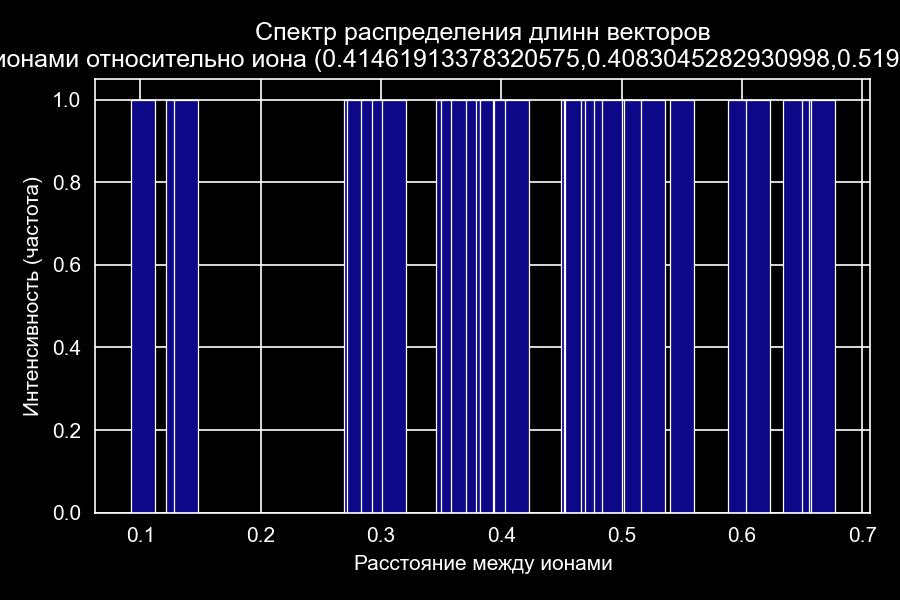 Спектр распределения длинн векторов
ионами относительно иона (0.41461913378320575,0.4083045282930998,0.519
1.0
0.8
0.6
0.4
0.2
0.0
Интенсивность (частота)
0.1 0.2 0.3 0.4 0.5 0.6 0.7
Расстояние между ионами